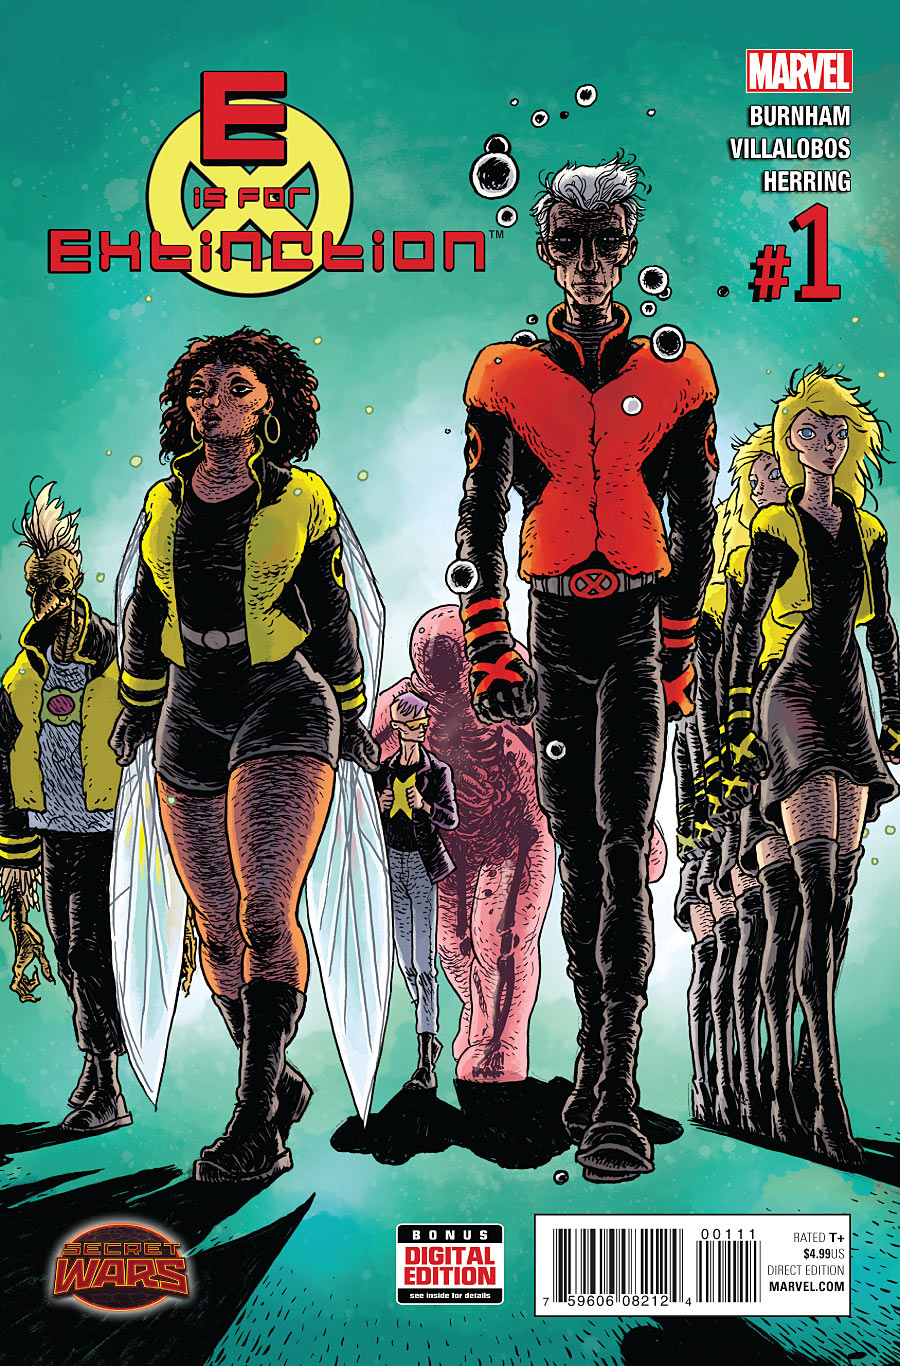 MARVEL
BURNHAM
VILLALOBOS
HERRING
#1
E
IS FOR
EXTINCTION™
SECRET
WARS
BONUS
DIGITAL
EDITION
see inside for details
00111
7 59606 08212 4
RATED T+
$4.99US
DIRECT EDITION
MARVEL.COM